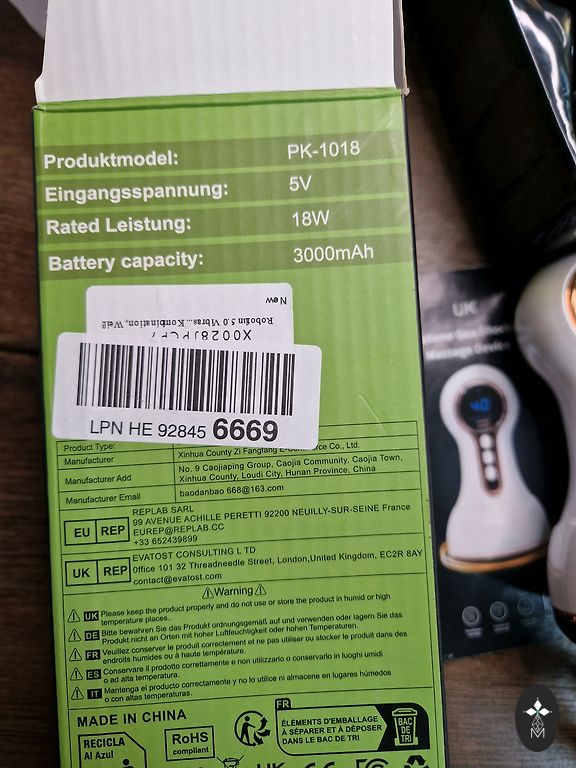 Produktmodel: PK-1018
Eingangsspannung: 5V
Rated Leistung: 18W
Battery capacity: 3000mAh
New
Robotin 5.0 Vibras... Kombination, Weiß
LPN HE 92845 6669
Product Type:
Manufacturer Xinhua County Zi Fangfang E-Commerce Co., Ltd.
Manufacturer Add No. 9 Caojiaping Group, Caojia Community, Caojia Town,
Xinhua County, Loudi City, Hunan Province, China
Manufacturer Email baodanbao 668@163.com
EU REP
REPLAB SARL
99 AVENUE ACHILLE PERETTI 92200 NEUILLY-SUR-SEINE France
EUREP@REPLAB.CC
+33 652439899
UK REP
EVATOST CONSULTING L TD
Office 101 32 Threadneedle Street, London,United Kingdom, EC2R 8AY
contact@evatost.com
Warning
UK Please keep the product properly and do not use or store the product in humid or high
temperature places..
DE Bitte bewahren Sie das Produkt ordnungsgemäß auf und verwenden oder lagern Sie das
Produkt nicht an Orten mit hoher Luftfeuchtigkeit oder hohen Temperaturen.
FR Veuillez conserver le produit correctement et ne pas utiliser ou stocker le produit dans des
endroits humides ou à haute température.
ES Conservare il prodotto correttamente e non utilizzarlo o conservarlo in luoghi umidi
o ad alta temperatura.
IT Mantenga el producto correctamente y no lo utilice ni almacene en lugares húmedos
o con altas temperaturas.
MADE IN CHINA
RECICLA
Al Azul
RoHS
compliant
FR
ÉLÉMENTS D'EMBALLAGE
À SÉPARER ET À DÉPOSER
DANS LE BAC DE TRI
BAC
DE
TRI
UK
Massage Device